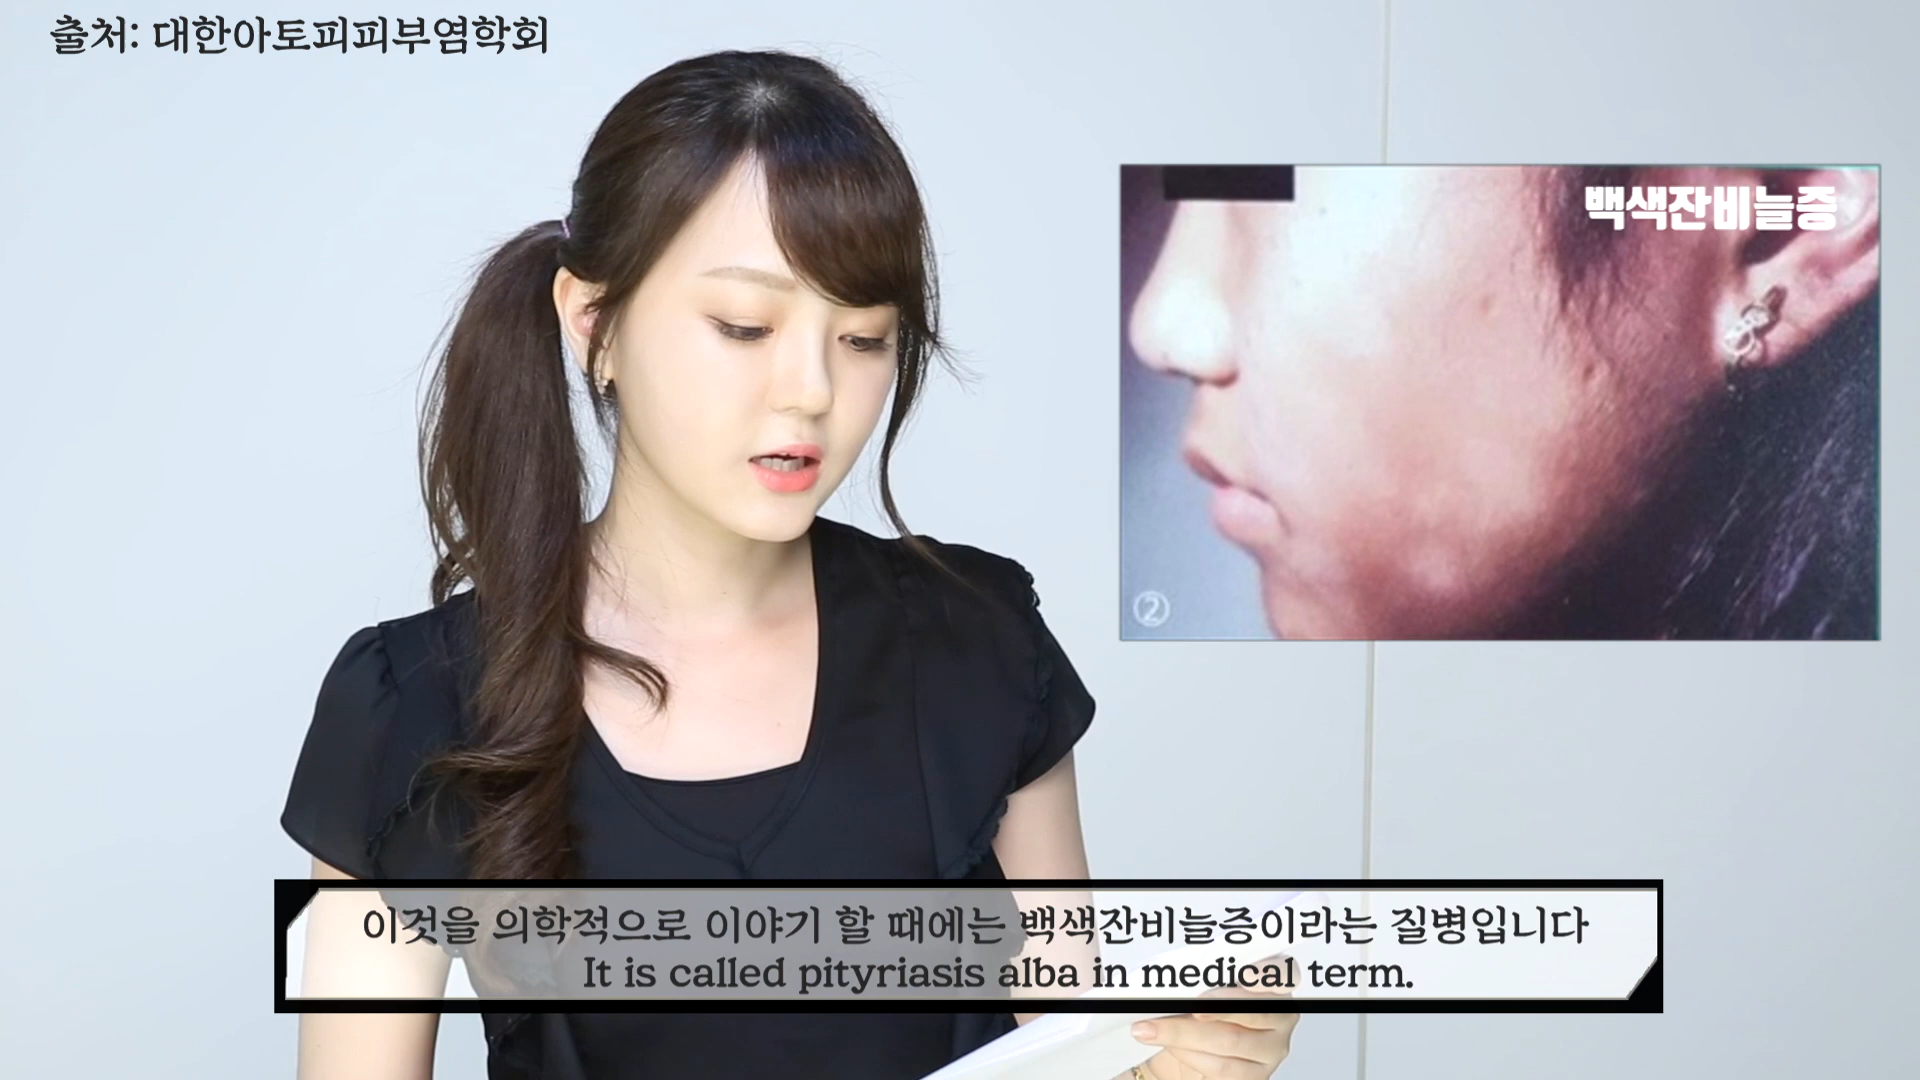 출처: 대한아토피피부염학회
백색잔비늘증
②
이것을 의학적으로 이야기 할 때에는 백색잔비늘증이라는 질병입니다
It is called pityriasis alba in medical term.